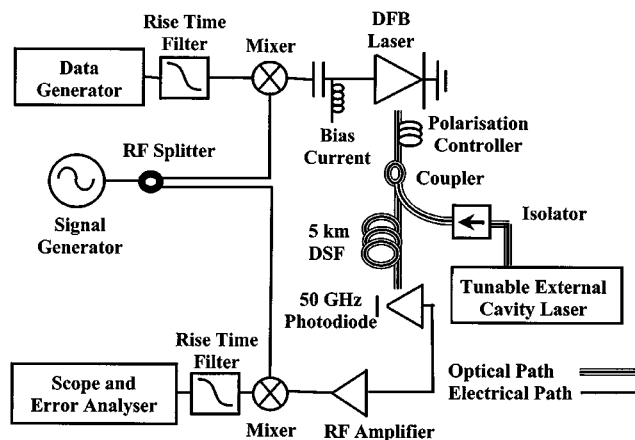 Rise Time
Filter
Mixer
DFB
Laser
Data
Generator
Bias
Current
Polarisation
Controller
RF Splitter
Coupler
Signal
Generator
5 km
DSF
Isolator
Tunable External
Cavity Laser
50 GHz
Photodiode
Rise Time
Filter
Scope and
Error Analyser
Mixer
RF Amplifier
Optical Path
Electrical Path